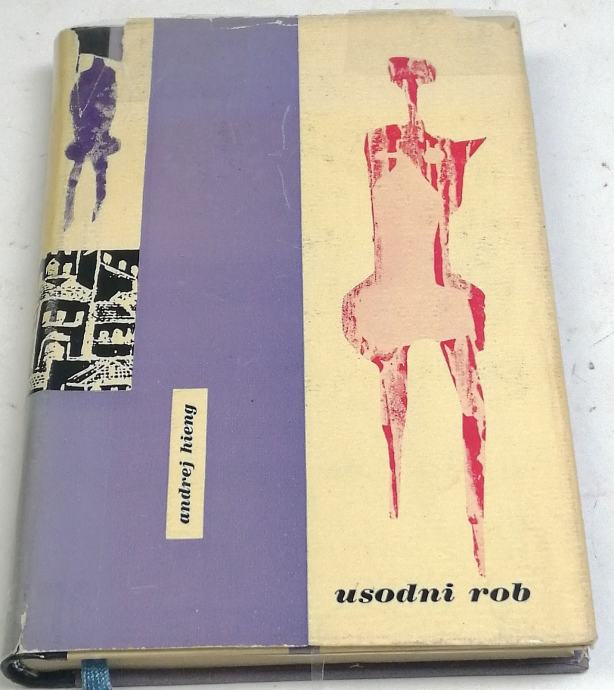 andrej hieng
usodni rob